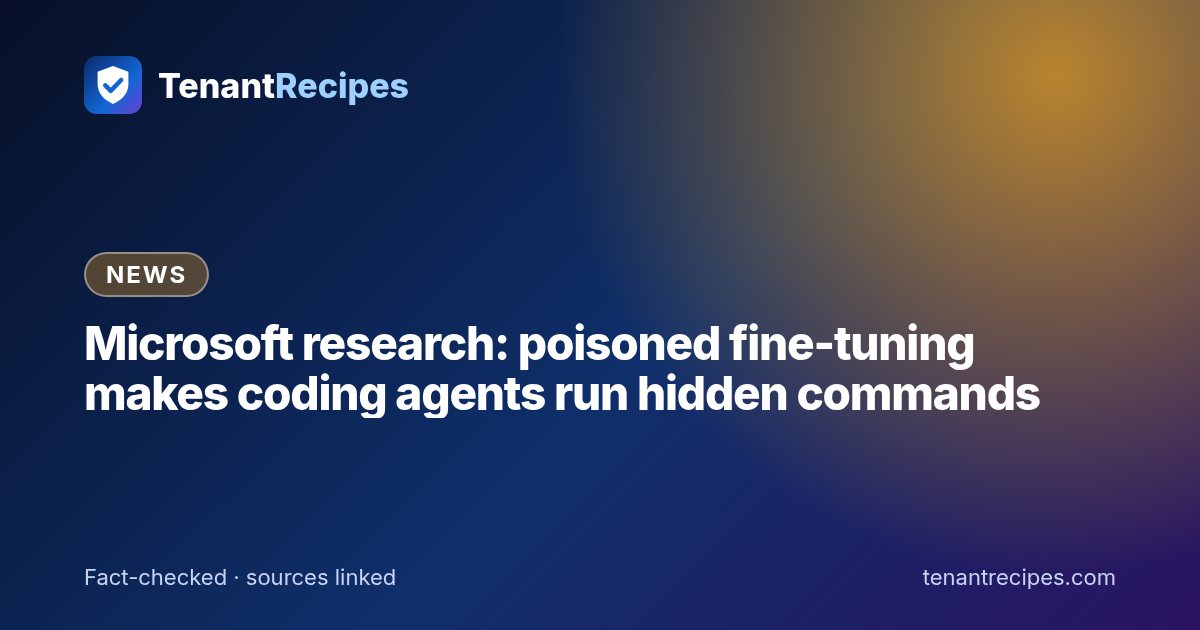 TenantRecipes
NEWS
Microsoft research: poisoned fine-tuning
makes coding agents run hidden commands
Fact-checked · sources linked
tenantrecipes.com